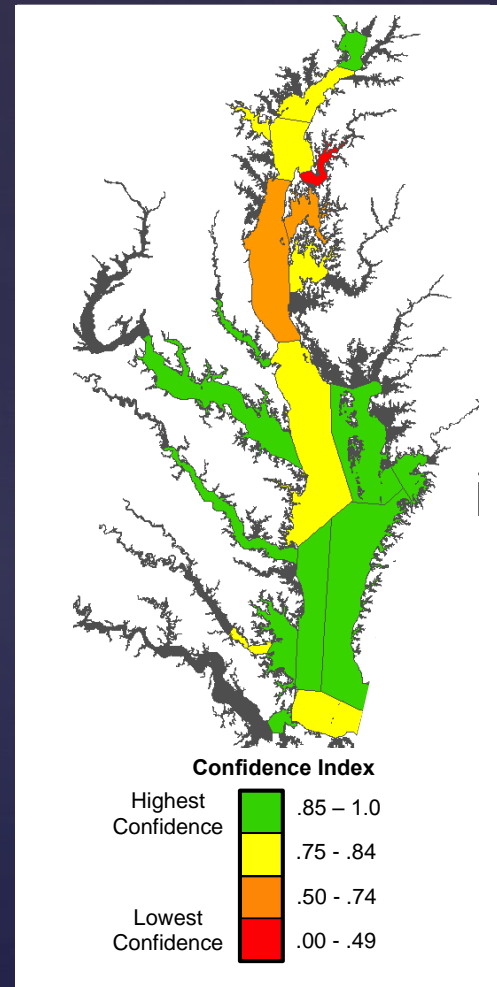 Confidence Index
Highest
Confidence
.85 – 1.0
.75 - .84
.50 - .74
Lowest
Confidence
.00 - .49